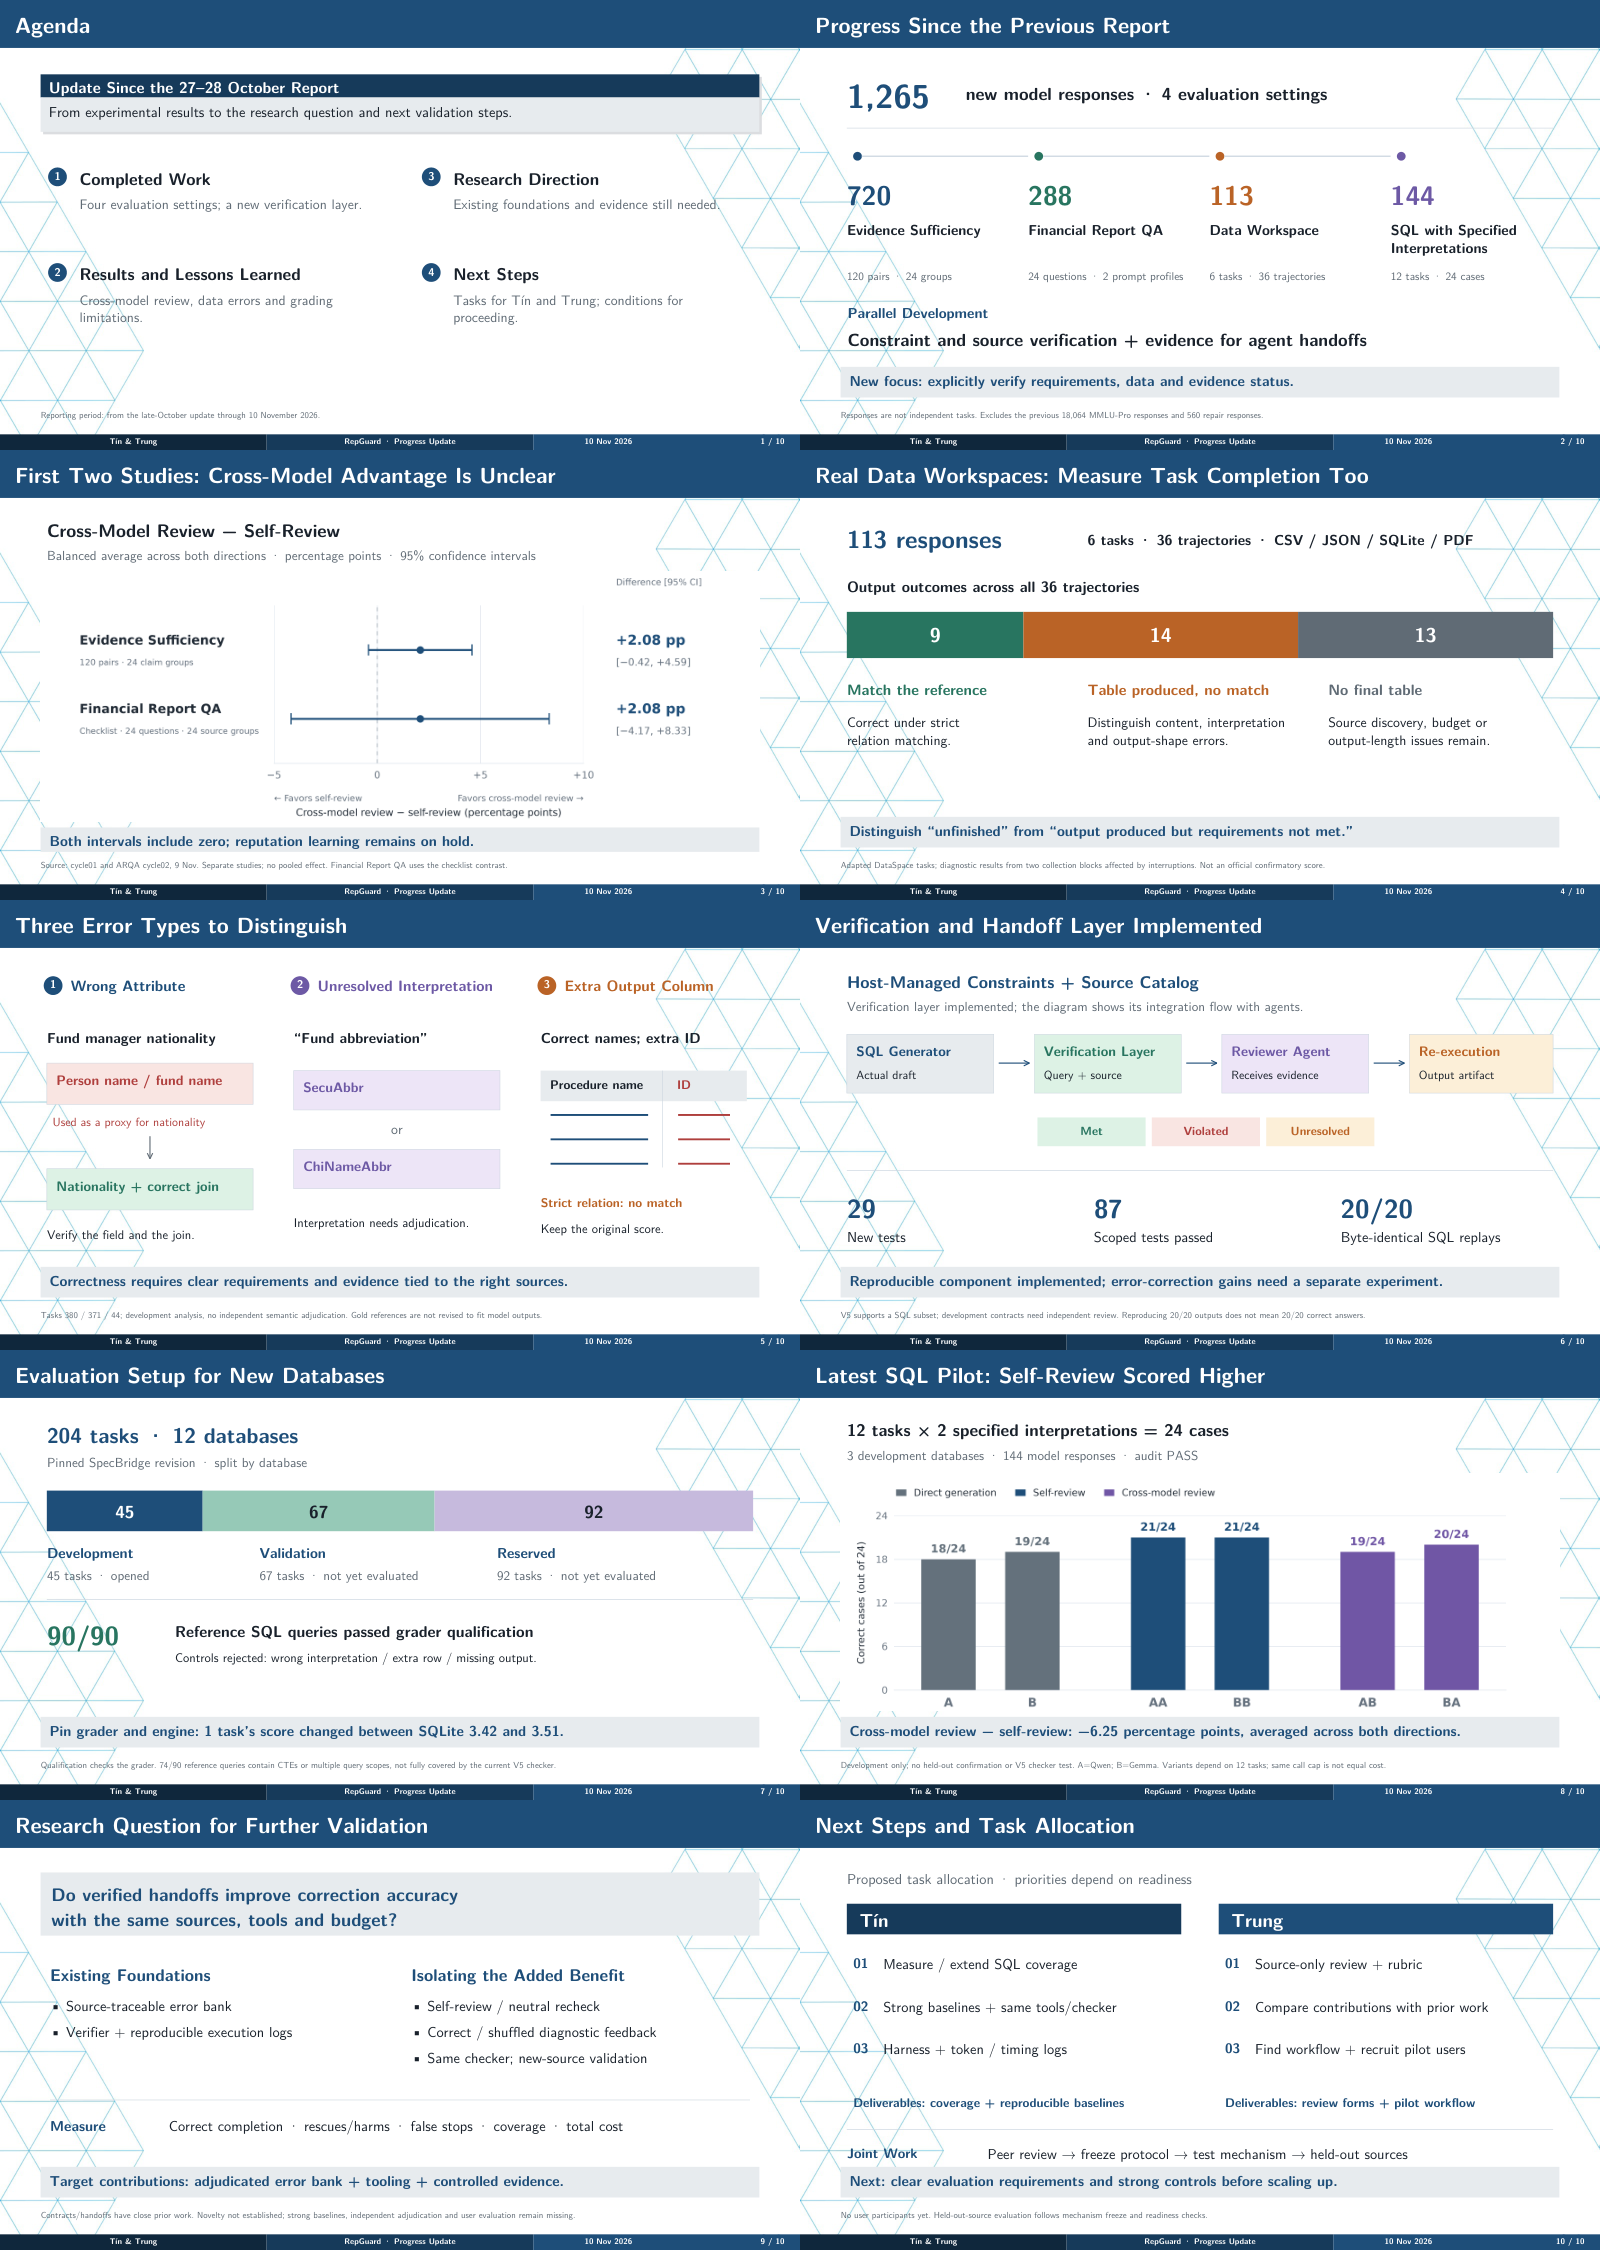 Agenda
Update Since the 27–28 October Report
From experimental results to the research question and next validation steps.
1 Completed Work
Four evaluation settings; a new verification layer.
2 Results and Lessons Learned
Cross-model review, data errors and grading
limitations.
3 Research Direction
Existing foundations and evidence still needed.
4 Next Steps
Tasks for Tín and Trung; conditions for
proceeding.
Reporting period: from the late-October update through 10 November 2026.
Tín & Trung RepGuard · Progress Update 10 Nov 2026 1 / 10
Progress Since the Previous Report
1,265 new model responses · 4 evaluation settings
720 288 113 144
Evidence Sufficiency Financial Report QA Data Workspace SQL with Specified
Interpretations
120 pairs · 24 groups 24 questions · 2 prompt profiles 6 tasks · 36 trajectories 12 tasks · 24 cases
Parallel Development
Constraint and source verification + evidence for agent handoffs
New focus: explicitly verify requirements, data and evidence status.
Responses are not independent tasks. Excludes the previous 18,064 MMLU-Pro responses and 560 repair responses.
Tín & Trung RepGuard · Progress Update 10 Nov 2026 2 / 10
First Two Studies: Cross-Model Advantage Is Unclear
Cross-Model Review — Self-Review
Balanced average across both directions · percentage points · 95% confidence intervals
Difference [95% CI]
Evidence Sufficiency +2.08 pp
120 pairs · 24 claim groups [−0.42, +4.59]
Financial Report QA +2.08 pp
Checklist · 24 questions · 24 source groups [−4.17, +8.33]
−5 0 +5 +10
← Favors self-review Favors cross-model review →
Cross-model review − self-review (percentage points)
Both intervals include zero; reputation learning remains on hold.
Source: cycle01 and ARQA cycle02, 9 Nov. Separate studies; no pooled effect. Financial Report QA uses the checklist contrast.
Tín & Trung RepGuard · Progress Update 10 Nov 2026 3 / 10
Real Data Workspaces: Measure Task Completion Too
113 responses 6 tasks · 36 trajectories · CSV / JSON / SQLite / PDF
Output outcomes across all 36 trajectories
9 14 13
Match the reference Table produced, no match No final table
Correct under strict Distinguish content, interpretation Source discovery, budget or
relation matching. and output-shape errors. output-length issues remain.
Distinguish “unfinished” from “output produced but requirements not met.”
Adapted DataSpace tasks; diagnostic results from two collection blocks affected by interruptions. Not an official confirmatory score.
Tín & Trung RepGuard · Progress Update 10 Nov 2026 4 / 10
Three Error Types to Distinguish
1 Wrong Attribute 2 Unresolved Interpretation 3 Extra Output Column
Fund manager nationality “Fund abbreviation” Correct names; extra ID
Person name / fund name SecuAbbr Procedure name ID
Used as a proxy for nationality or
Nationality + correct join ChiNameAbbr
Strict relation: no match
Verify the field and the join. Interpretation needs adjudication. Keep the original score.
Correctness requires clear requirements and evidence tied to the right sources.
Tasks 380 / 371 / 44; development analysis, no independent semantic adjudication. Gold references are not revised to fit model outputs.
Tín & Trung RepGuard · Progress Update 10 Nov 2026 5 / 10
Verification and Handoff Layer Implemented
Host-Managed Constraints + Source Catalog
Verification layer implemented; the diagram shows its integration flow with agents.
SQL Generator Verification Layer Reviewer Agent Re-execution
Actual draft Query + source Receives evidence Output artifact
Met Violated Unresolved
29 87 20/20
New tests Scoped tests passed Byte-identical SQL replays
Reproducible component implemented; error-correction gains need a separate experiment.
V5 supports a SQL subset; development contracts need independent review. Reproducing 20/20 outputs does not mean 20/20 correct answers.
Tín & Trung RepGuard · Progress Update 10 Nov 2026 6 / 10
Evaluation Setup for New Databases
204 tasks · 12 databases
Pinned SpecBridge revision · split by database
45 67 92
Development Validation Reserved
45 tasks · opened 67 tasks · not yet evaluated 92 tasks · not yet evaluated
90/90 Reference SQL queries passed grader qualification
Controls rejected: wrong interpretation / extra row / missing output.
Pin grader and engine: 1 task’s score changed between SQLite 3.42 and 3.51.
Qualification checks the grader. 74/90 reference queries contain CTEs or multiple query scopes, not fully covered by the current V5 checker.
Tín & Trung RepGuard · Progress Update 10 Nov 2026 7 / 10
Latest SQL Pilot: Self-Review Scored Higher
12 tasks × 2 specified interpretations = 24 cases
3 development databases · 144 model responses · audit PASS
Direct generation Self-review Cross-model review
Correct cases (out of 24)
24
18
12
6
0
18/24 19/24 21/24 21/24 19/24 20/24
A B AA BB AB BA
Cross-model review — self-review: −6.25 percentage points, averaged across both directions.
Development only; no held-out confirmation or V5 checker test. A=Qwen; B=Gemma. Variants depend on 12 tasks; same call cap is not equal cost.
Tín & Trung RepGuard · Progress Update 10 Nov 2026 8 / 10
Research Question for Further Validation
Do verified handoffs improve correction accuracy
with the same sources, tools and budget?
Existing Foundations
▪ Source-traceable error bank
▪ Verifier + reproducible execution logs
Isolating the Added Benefit
▪ Self-review / neutral recheck
▪ Correct / shuffled diagnostic feedback
▪ Same checker; new-source validation
Measure Correct completion · rescues/harms · false stops · coverage · total cost
Target contributions: adjudicated error bank + tooling + controlled evidence.
Contracts/handoffs have close prior work. Novelty not established; strong baselines, independent adjudication and user evaluation remain missing.
Tín & Trung RepGuard · Progress Update 10 Nov 2026 9 / 10
Next Steps and Task Allocation
Proposed task allocation · priorities depend on readiness
Tín
01 Measure / extend SQL coverage
02 Strong baselines + same tools/checker
03 Harness + token / timing logs
Deliverables: coverage + reproducible baselines
Trung
01 Source-only review + rubric
02 Compare contributions with prior work
03 Find workflow + recruit pilot users
Deliverables: review forms + pilot workflow
Joint Work Peer review → freeze protocol → test mechanism → held-out sources
Next: clear evaluation requirements and strong controls before scaling up.
No user participants yet. Held-out-source evaluation follows mechanism freeze and readiness checks.
Tín & Trung RepGuard · Progress Update 10 Nov 2026 10 / 10